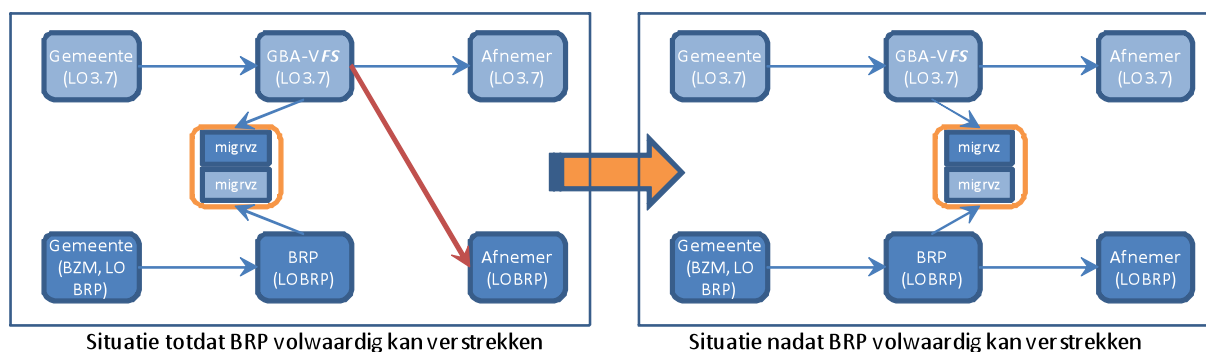 Gemeente
(LO3.7)
GBA-VFS
(LO3.7)
Afnemer
(LO3.7)
migrvz
migrvz
Gemeente
(BZM, LO
BRP)
BRP
(LOBRP)
Afnemer
(LOBRP)
Situatie totdat BRP volwaardig kan verstrekken
Gemeente
(LO3.7)
GBA-VFS
(LO3.7)
Afnemer
(LO3.7)
migrvz
migrvz
Gemeente
(BZM, LO
BRP)
BRP
(LOBRP)
Afnemer
(LOBRP)
Situatie nadat BRP volwaardig kan verstrekken